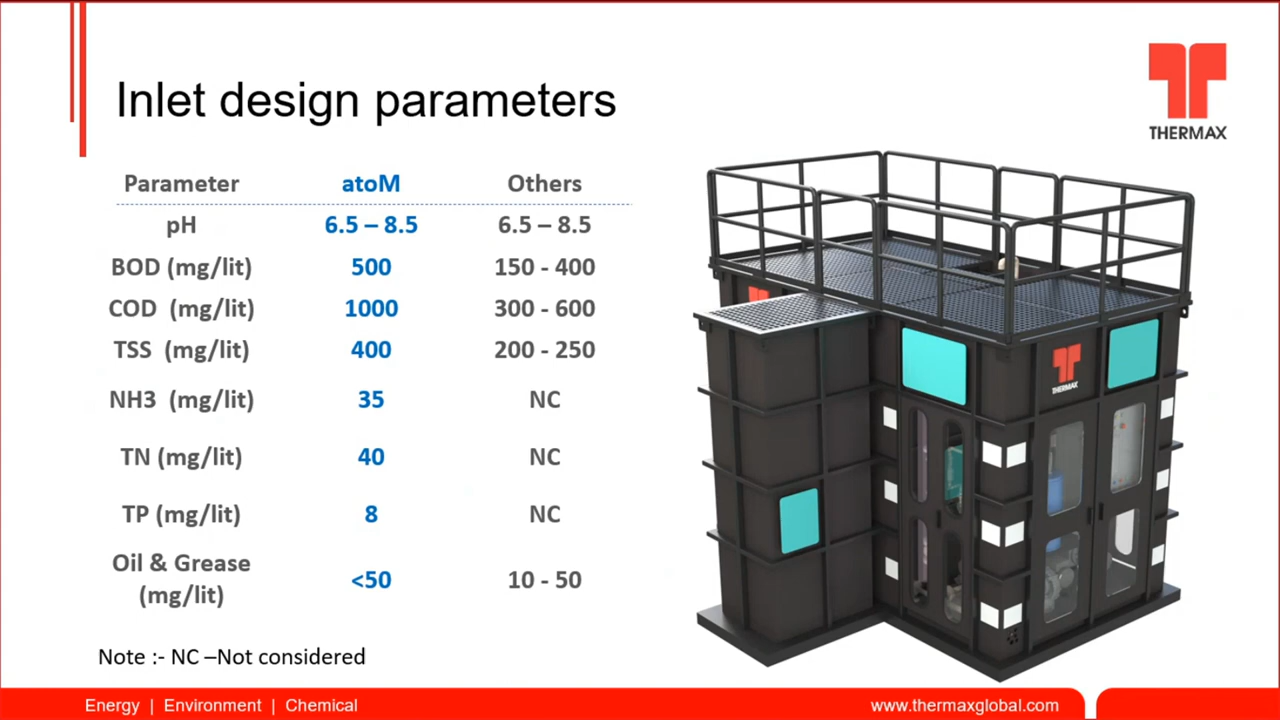 Inlet design parameters
THERMAX
Parameter atoM Others
pH 6.5 – 8.5 6.5 – 8.5
BOD (mg/lit) 500 150 - 400
COD (mg/lit) 1000 300 - 600
TSS (mg/lit) 400 200 - 250
NH3 (mg/lit) 35 NC
TN (mg/lit) 40 NC
TP (mg/lit) 8 NC
Oil & Grease
(mg/lit) <50 10 - 50
THERMAX
Note :- NC –Not considered
Energy | Environment | Chemical www.thermaxglobal.com